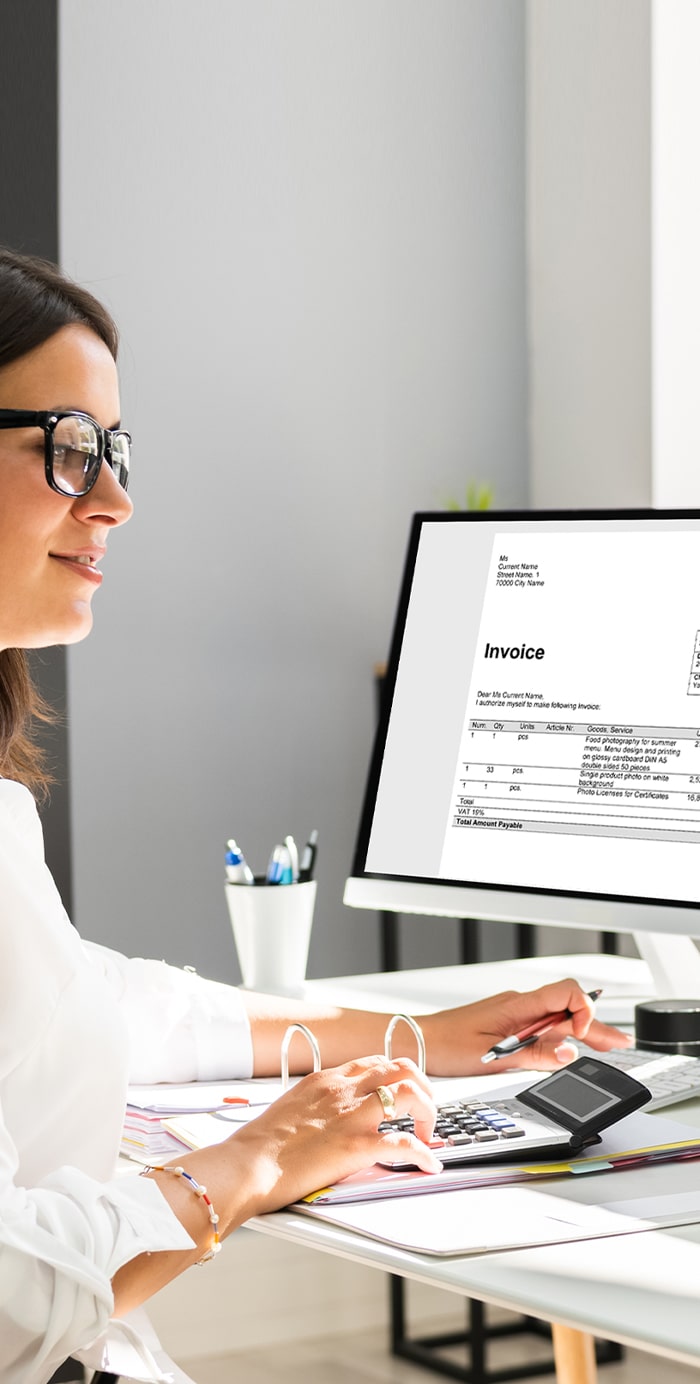 Ms
Current Name
Street Name. 1
70000 City Name
Invoice
Dear Ms Current Name,
I authorize myself to make following Invoice:
Num. Qty Units Article Nr. Goods, Service
1 1 pcs Food photography for summer
menu. Menu design and printing
on glossy cardboard DiN A5
double sided 50 pieces
1 33 pcs. Single product photo on white
background
1 1 pcs. Photo Licenses for Certificates
Total
VAT 19%
Total Amount Payable